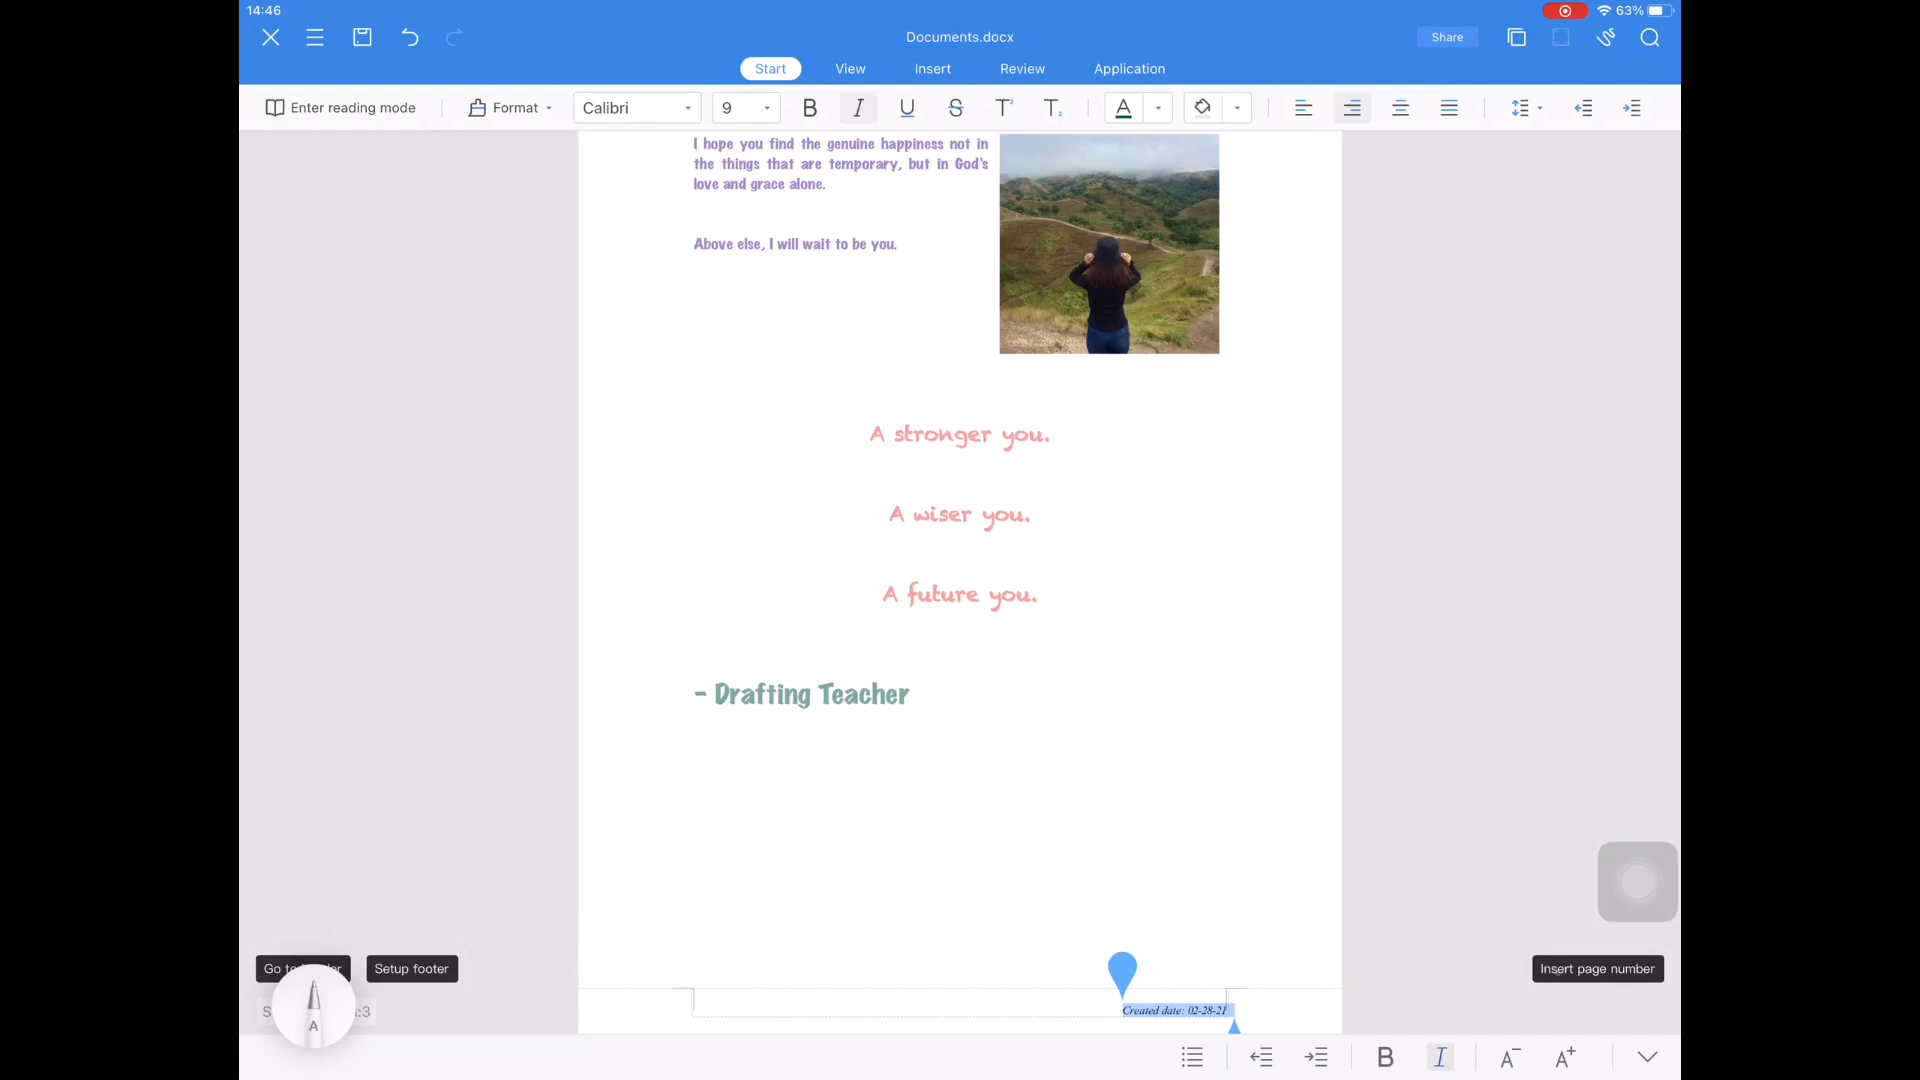 14:46
63%
Documents.docx
Share
Start View Insert Review Application
Enter reading mode Format Calibri 9
I hope you find the genuine happiness not in
the things that are temporary, but in God's
love and grace alone.
Above else, I will wait to be you.
A stronger you.
A wiser you.
A future you.
- Drafting Teacher
Go to Setup footer Insert page number
A
Created date: 02-28-21